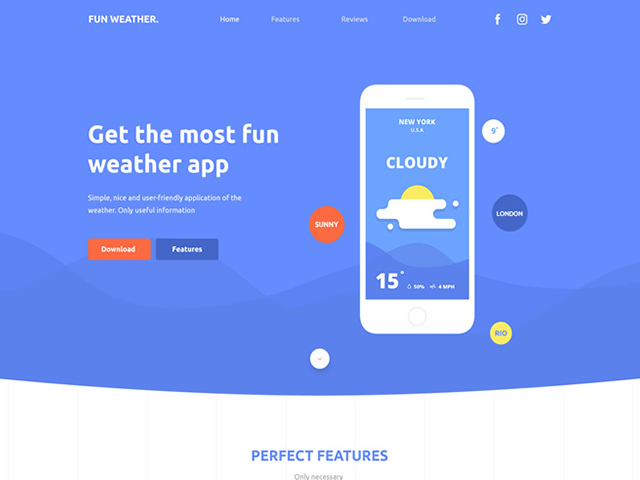 FUN WEATHER.
Home
Features
Reviews
Download
Get the most fun
weather app
Simple, nice and user-friendly application of the
weather. Only useful information
Download
Features
NEW YORK
U.S.A
CLOUDY
15°
50%
4 MPH
9°
SUNNY
LONDON
RIO
PERFECT FEATURES
Only necessary